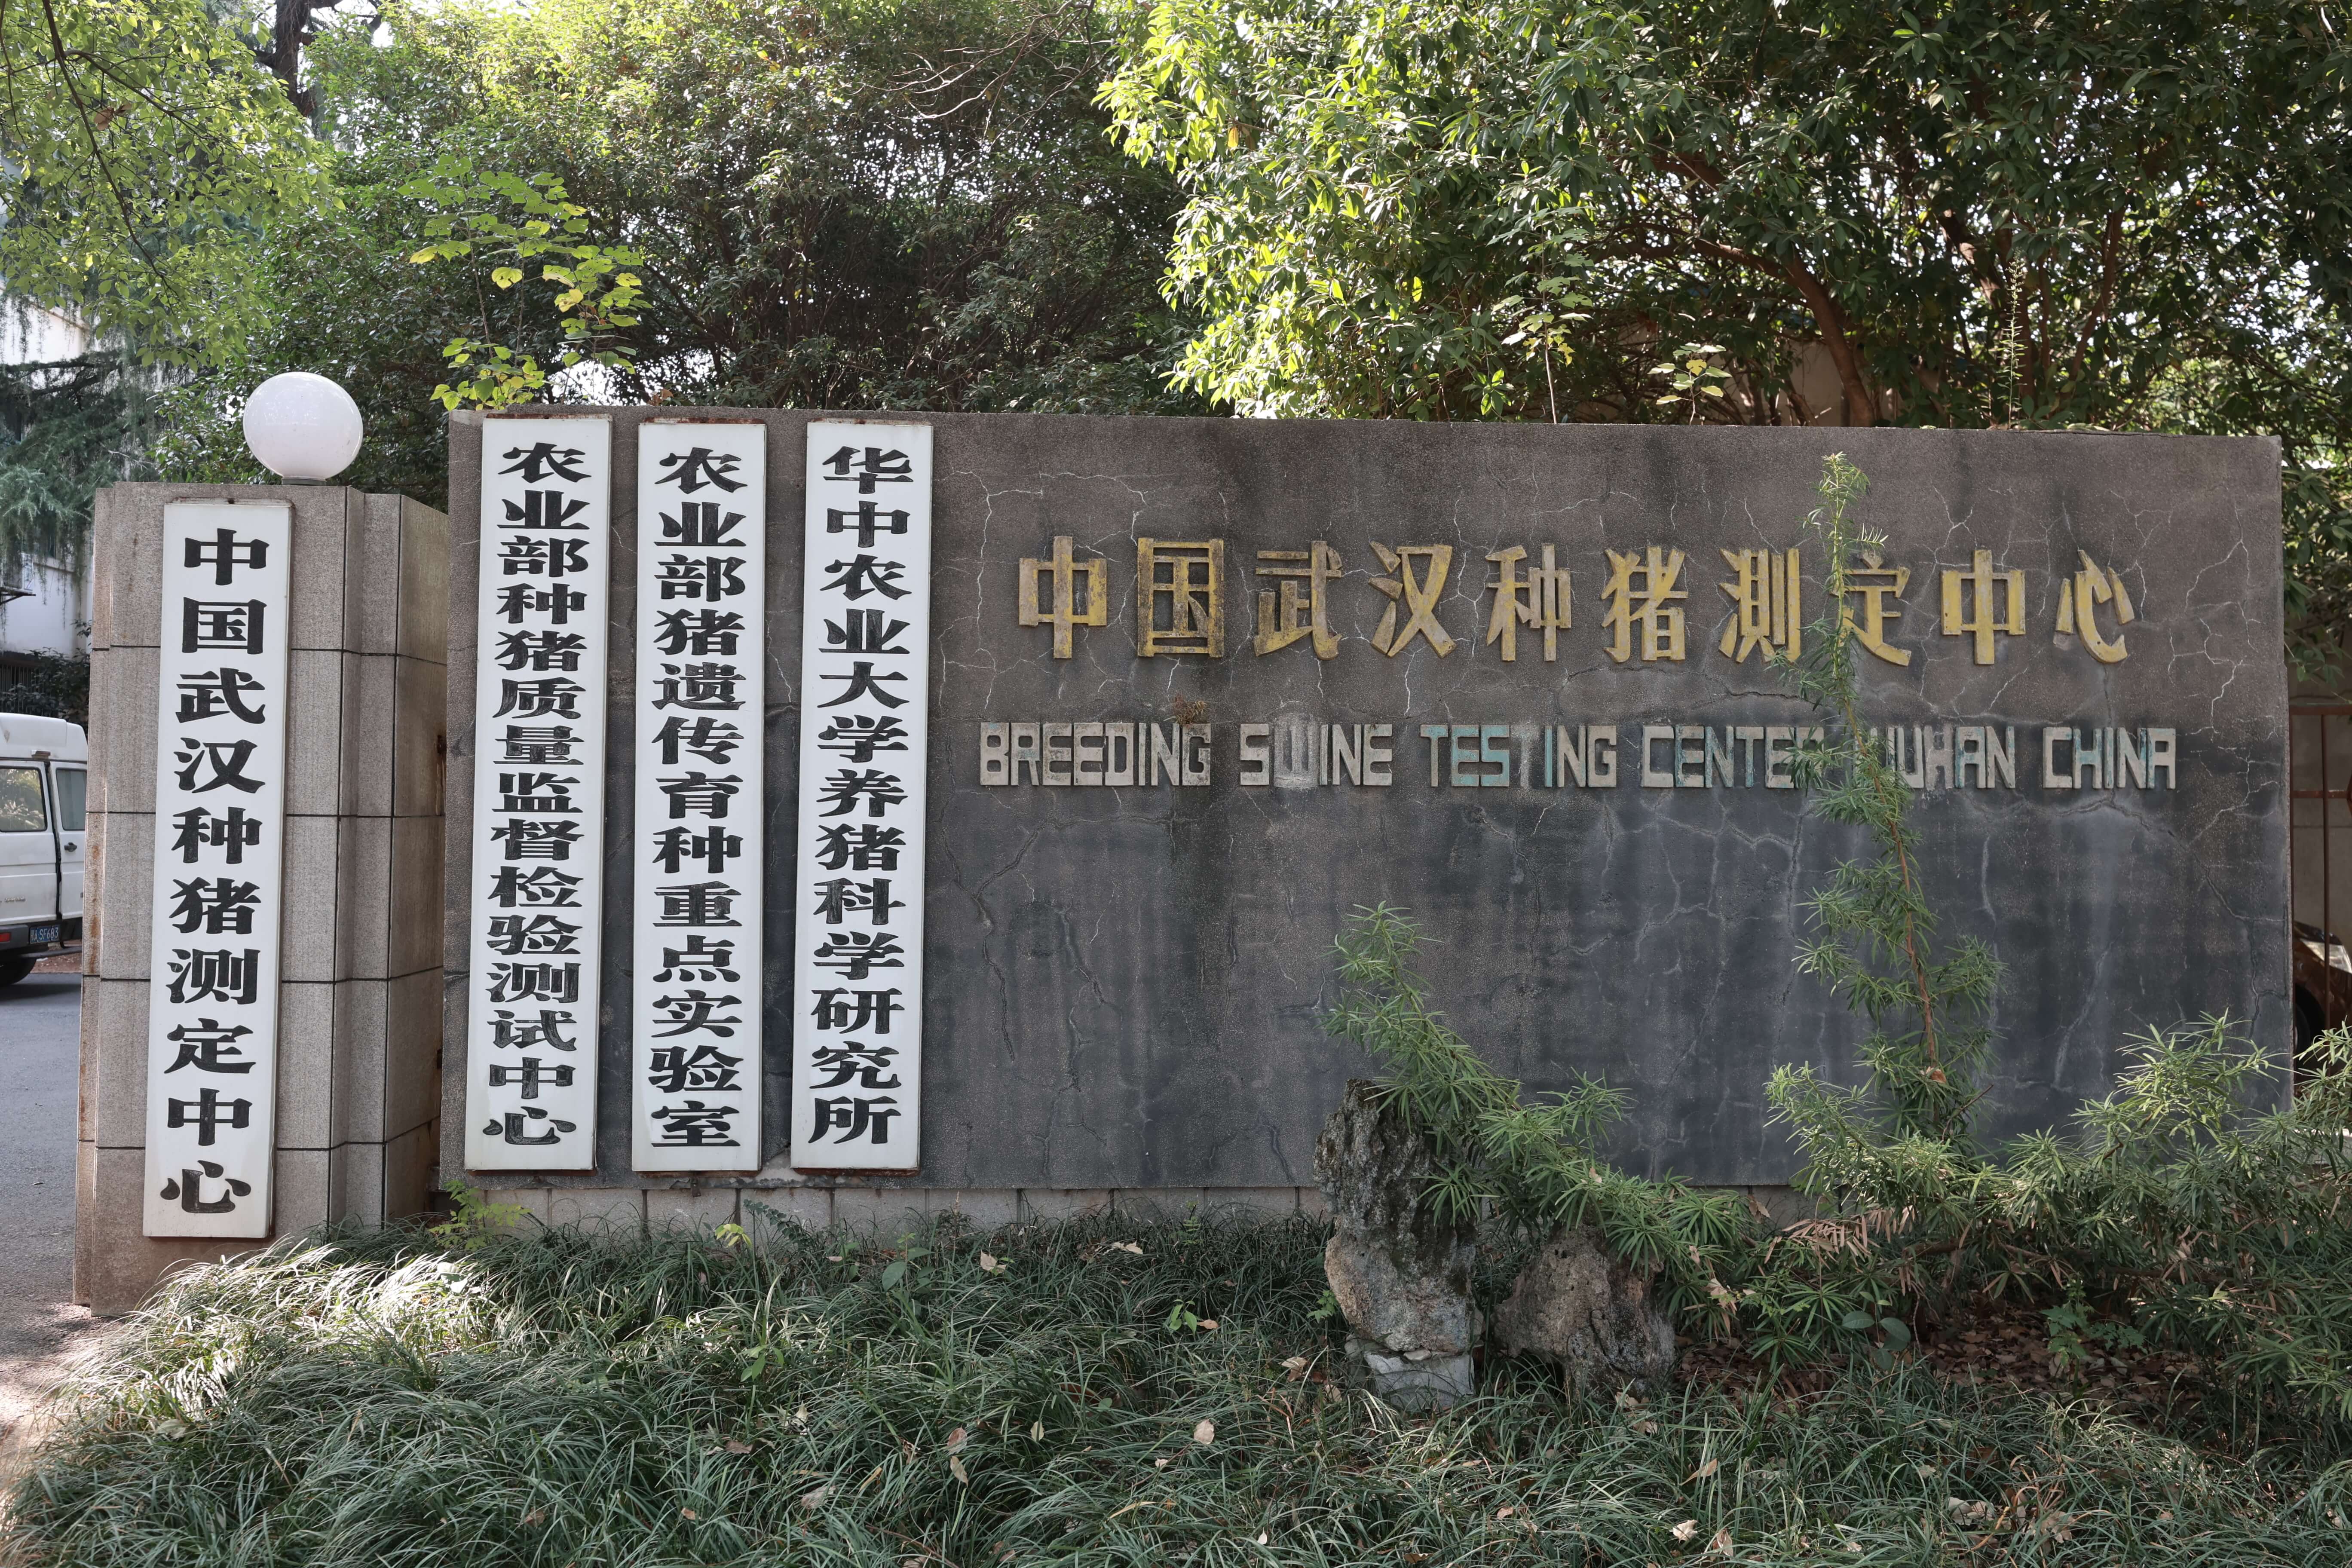 中国武汉种猪测定中心
农业部种猪质量监督检验测试中心
农业部猪遗传育种重点实验室
华中农业大学养猪科学研究所
中国武汉种猪測定中心
BREEDING SWINE TESTING CENTER WUHAN CHINA